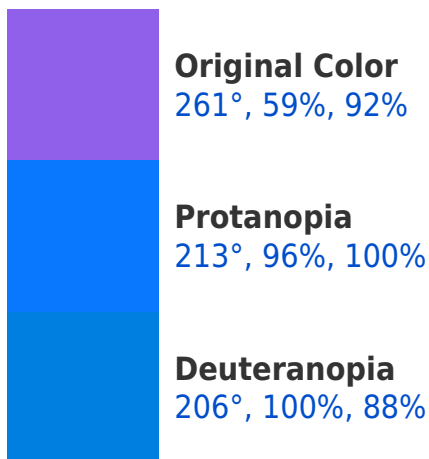 Original Color
261°, 59%, 92%
Protanopia
213°, 96%, 100%
Deuteranopia
206°, 100%, 88%